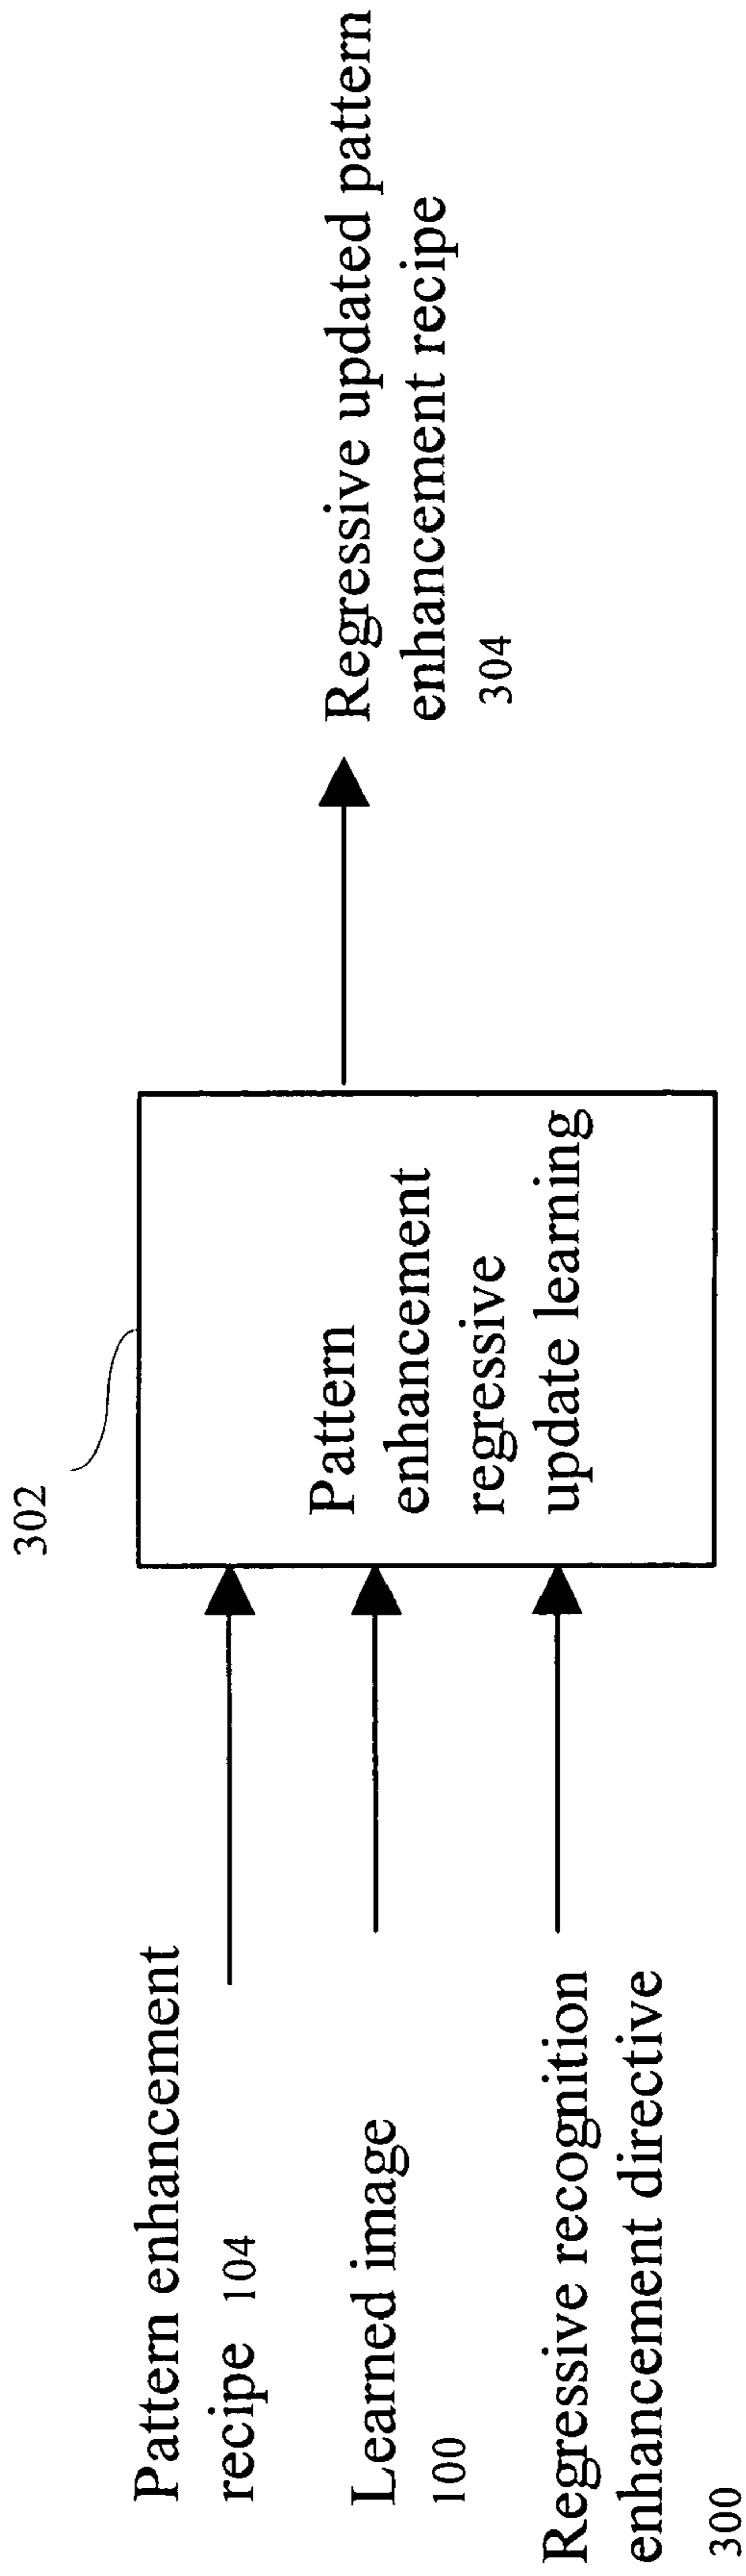 Pattern enhancement
recipe 104
Learned image
100
Regressive recognition
enhancement directive
300
302
Pattern
enhancement
regressive
update learning
Regressive updated pattern
enhancement recipe
304